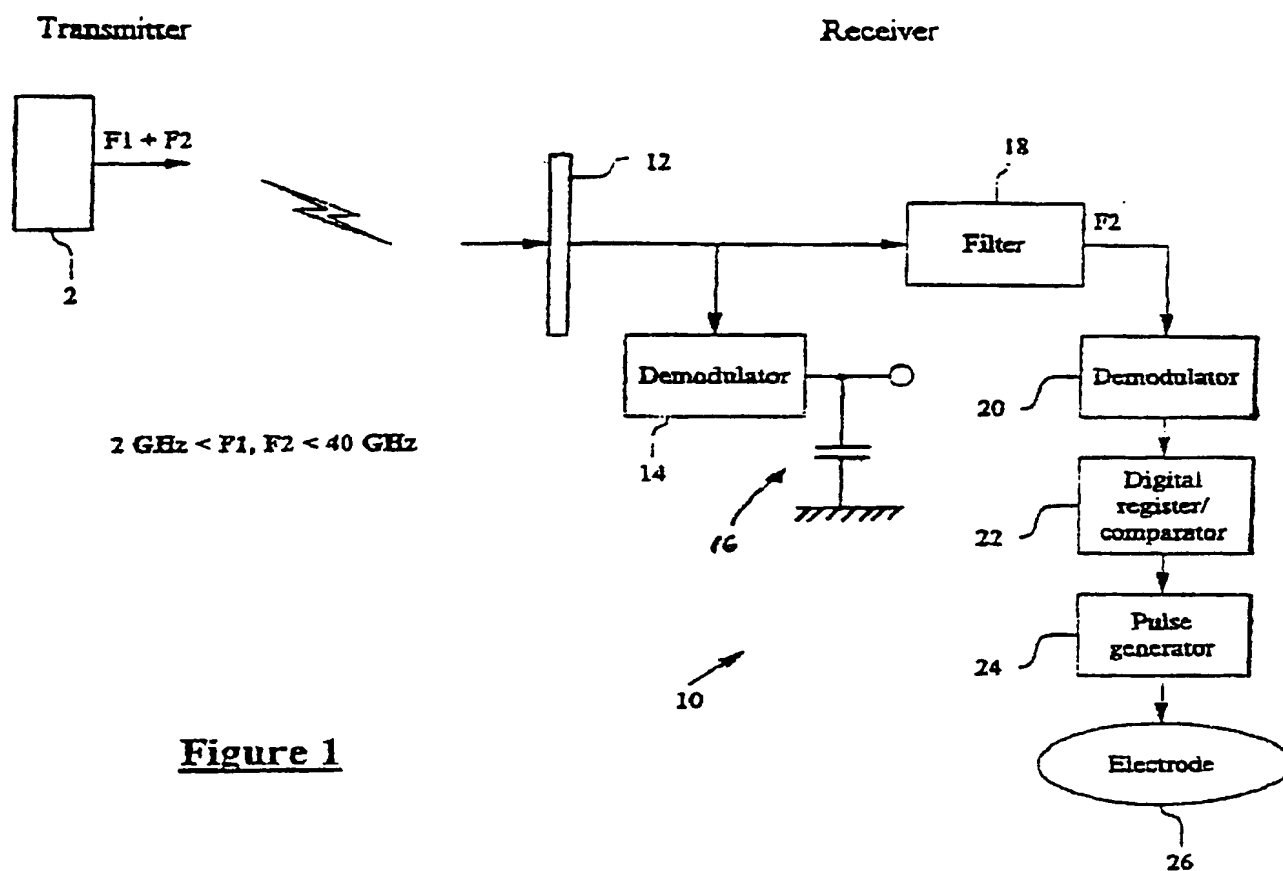 Transmitter
Receiver
F1 + F2
2
12
18
Filter
F2
Demodulator
14
16
Demodulator
20
2 GHz < F1, F2 < 40 GHz
Digital
register/
comparator
22
Pulse
generator
24
10
Electrode
26
Figure 1